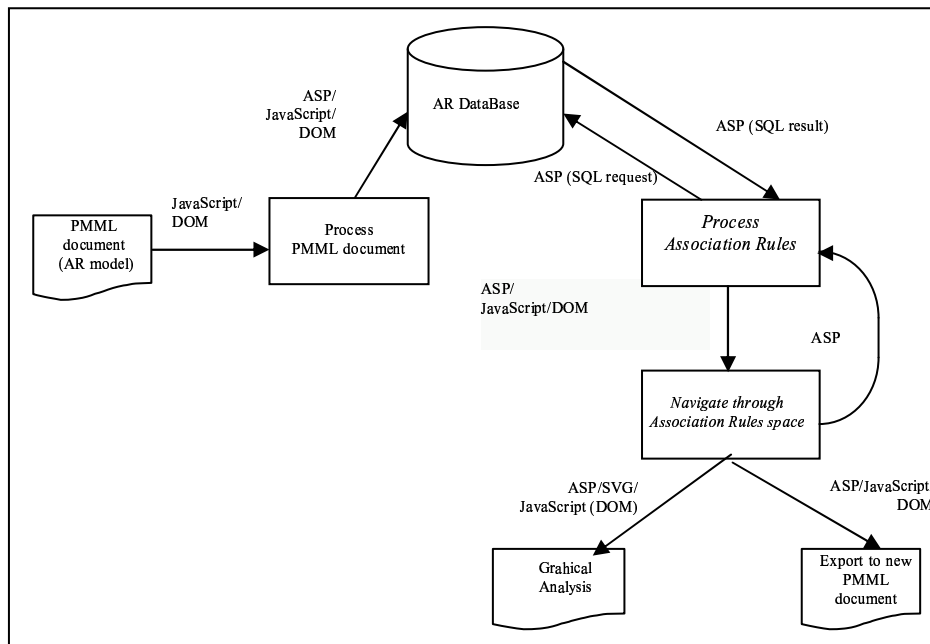 ASP/
JavaScript/
DOM
AR DataBase
ASP (SQL result)
ASP (SQL request)
JavaScript/
DOM
PMML
document
(AR model)
Process
PMML document
Process
Association Rules
ASP/
JavaScript/DOM
ASP
Navigate through
Association Rules space
ASP/SVG/
JavaScript (DOM)
ASP/JavaScript/
DOM
Grahical
Analysis
Export to new
PMML
document